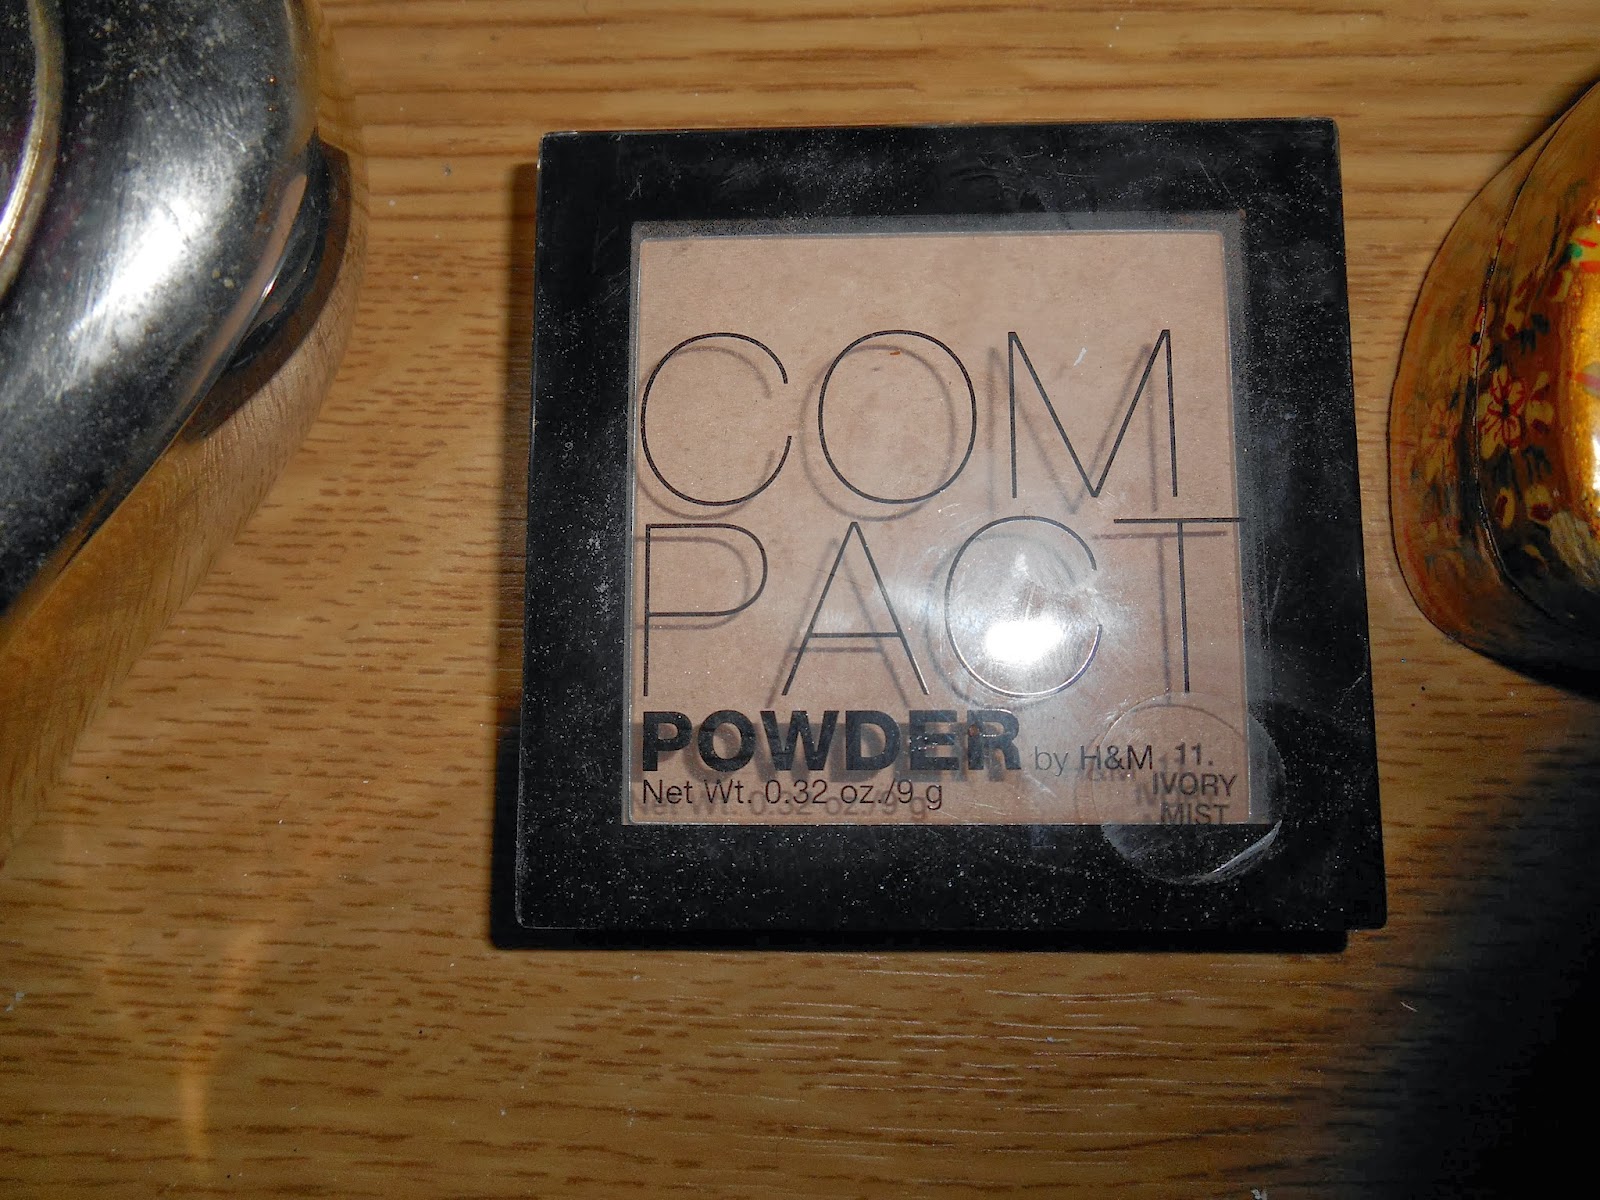 COM
PACT
POWDER by H&M
Net Wt. 0.32 oz./9 g
11.
IVORY
MIST